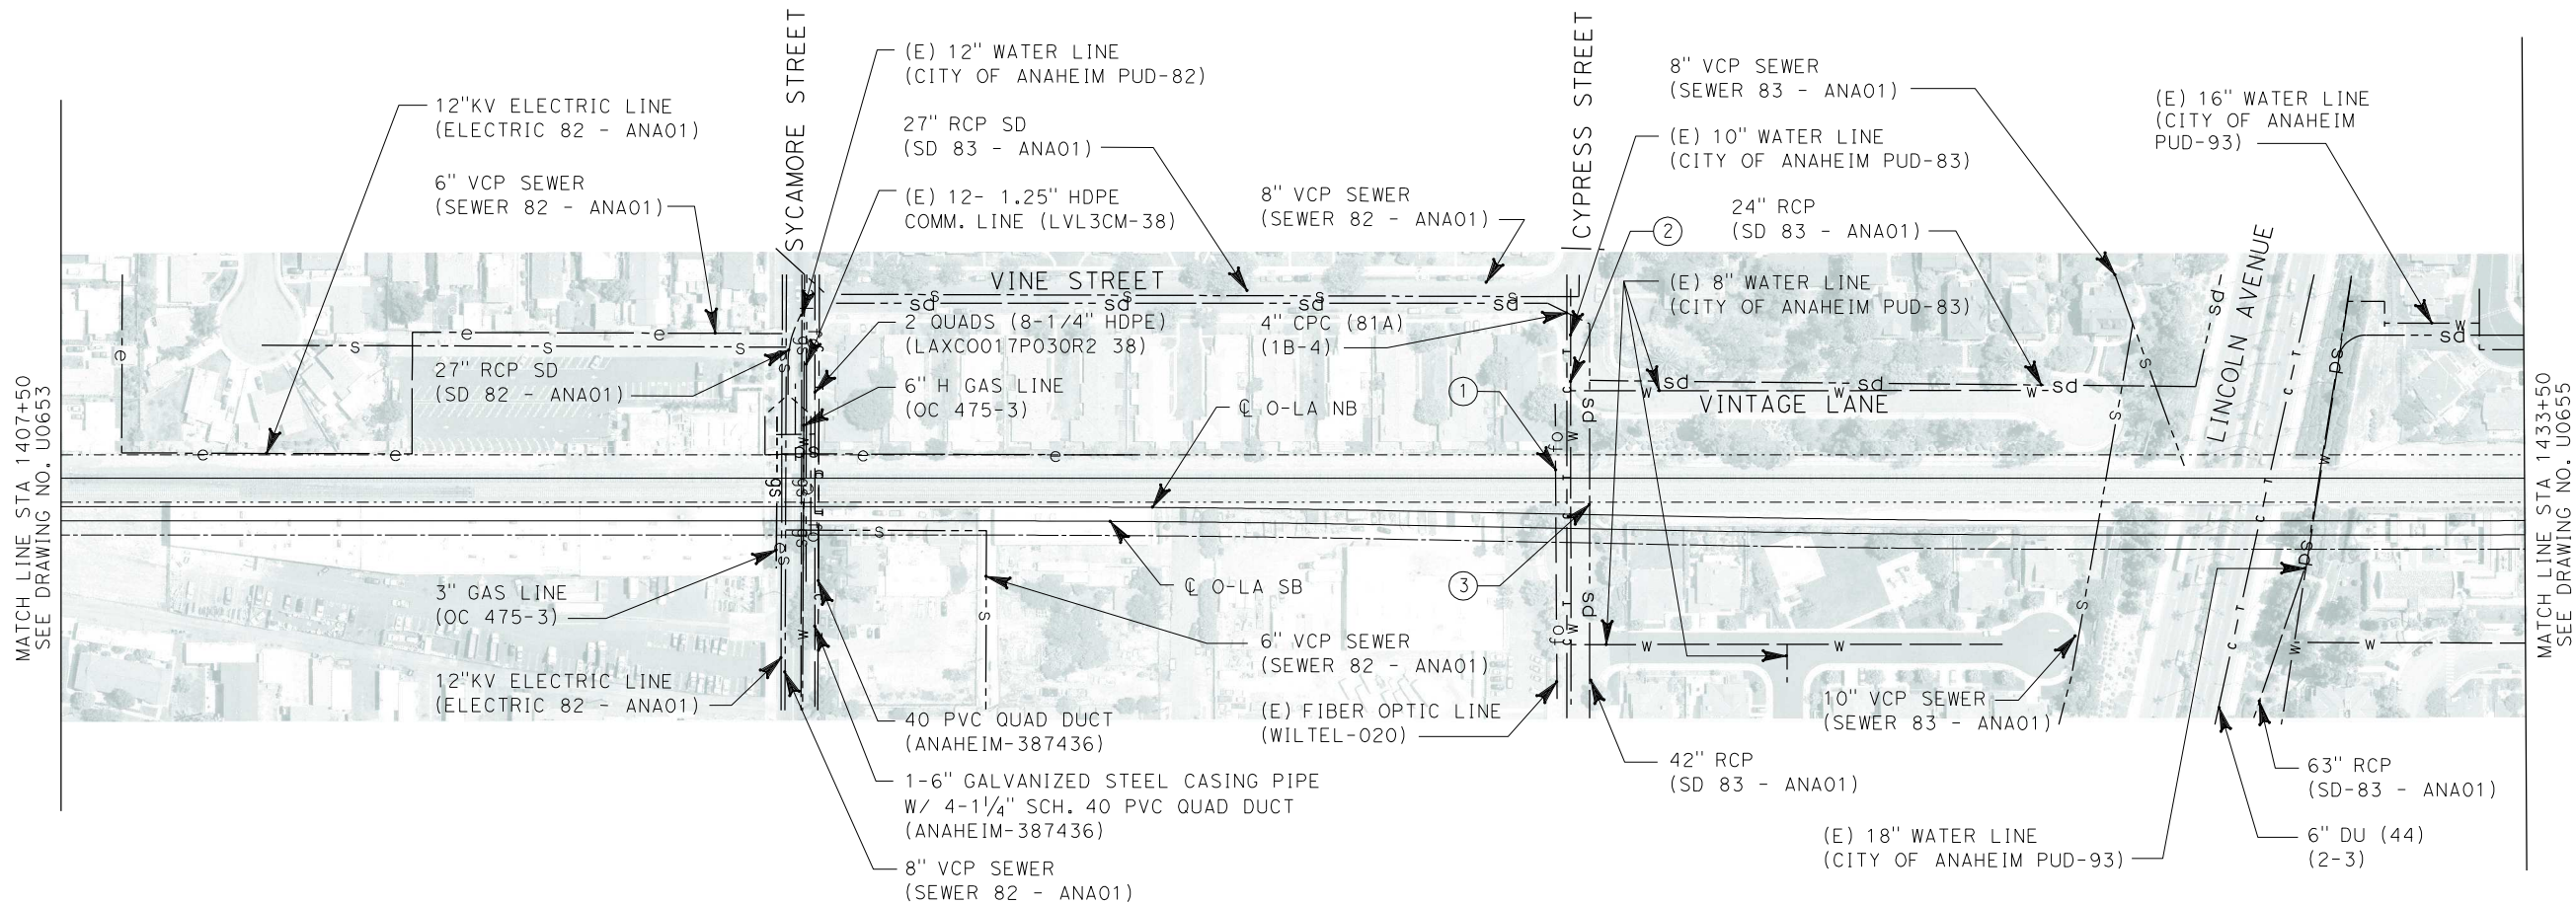 MATCH LINE STA 1407+50
SEE DRAWING NO. U0653
12"KV ELECTRIC LINE
(ELECTRIC 82 - ANA01)
6" VCP SEWER
(SEWER 82 - ANA01)
27" RCP SD
(SD 82 - ANA01)
3" GAS LINE
(OC 475-3)
12"KV ELECTRIC LINE
(ELECTRIC 82 - ANA01)
SYCAMORE STREET
(E) 12" WATER LINE
(CITY OF ANAHEIM PUD-82)
27" RCP SD
(SD 83 - ANA01)
(E) 12- 1.25" HDPE
COMM. LINE (LVL3CM-38)
8" VCP SEWER
(SEWER 82 - ANA01)
VINE STREET
2 QUADS (8-1/4" HDPE)
(LAXC0017P030R2 38)
4" CPC (81A)
(1B-4)
6" H GAS LINE
(OC 475-3)
℄ O-LA NB
℄ O-LA SB
6" VCP SEWER
(SEWER 82 - ANA01)
40 PVC QUAD DUCT
(ANAHEIM-387436)
1-6" GALVANIZED STEEL CASING PIPE
W/ 4-1¼" SCH. 40 PVC QUAD DUCT
(ANAHEIM-387436)
8" VCP SEWER
(SEWER 82 - ANA01)
(E) FIBER OPTIC LINE
(WILTEL-020)
1
2
3
CYPRESS STREET
8" VCP SEWER
(SEWER 83 - ANA01)
(E) 10" WATER LINE
(CITY OF ANAHEIM PUD-83)
24" RCP
(SD 83 - ANA01)
(E) 8" WATER LINE
(CITY OF ANAHEIM PUD-83)
VINTAGE LANE
(E) 16" WATER LINE
(CITY OF ANAHEIM
PUD-93)
LINCOLN AVENUE
10" VCP SEWER
(SEWER 83 - ANA01)
42" RCP
(SD 83 - ANA01)
(E) 18" WATER LINE
(CITY OF ANAHEIM PUD-93)
63" RCP
(SD-83 - ANA01)
6" DU (44)
(2-3)
MATCH LINE STA 1433+50
SEE DRAWING NO. U0655